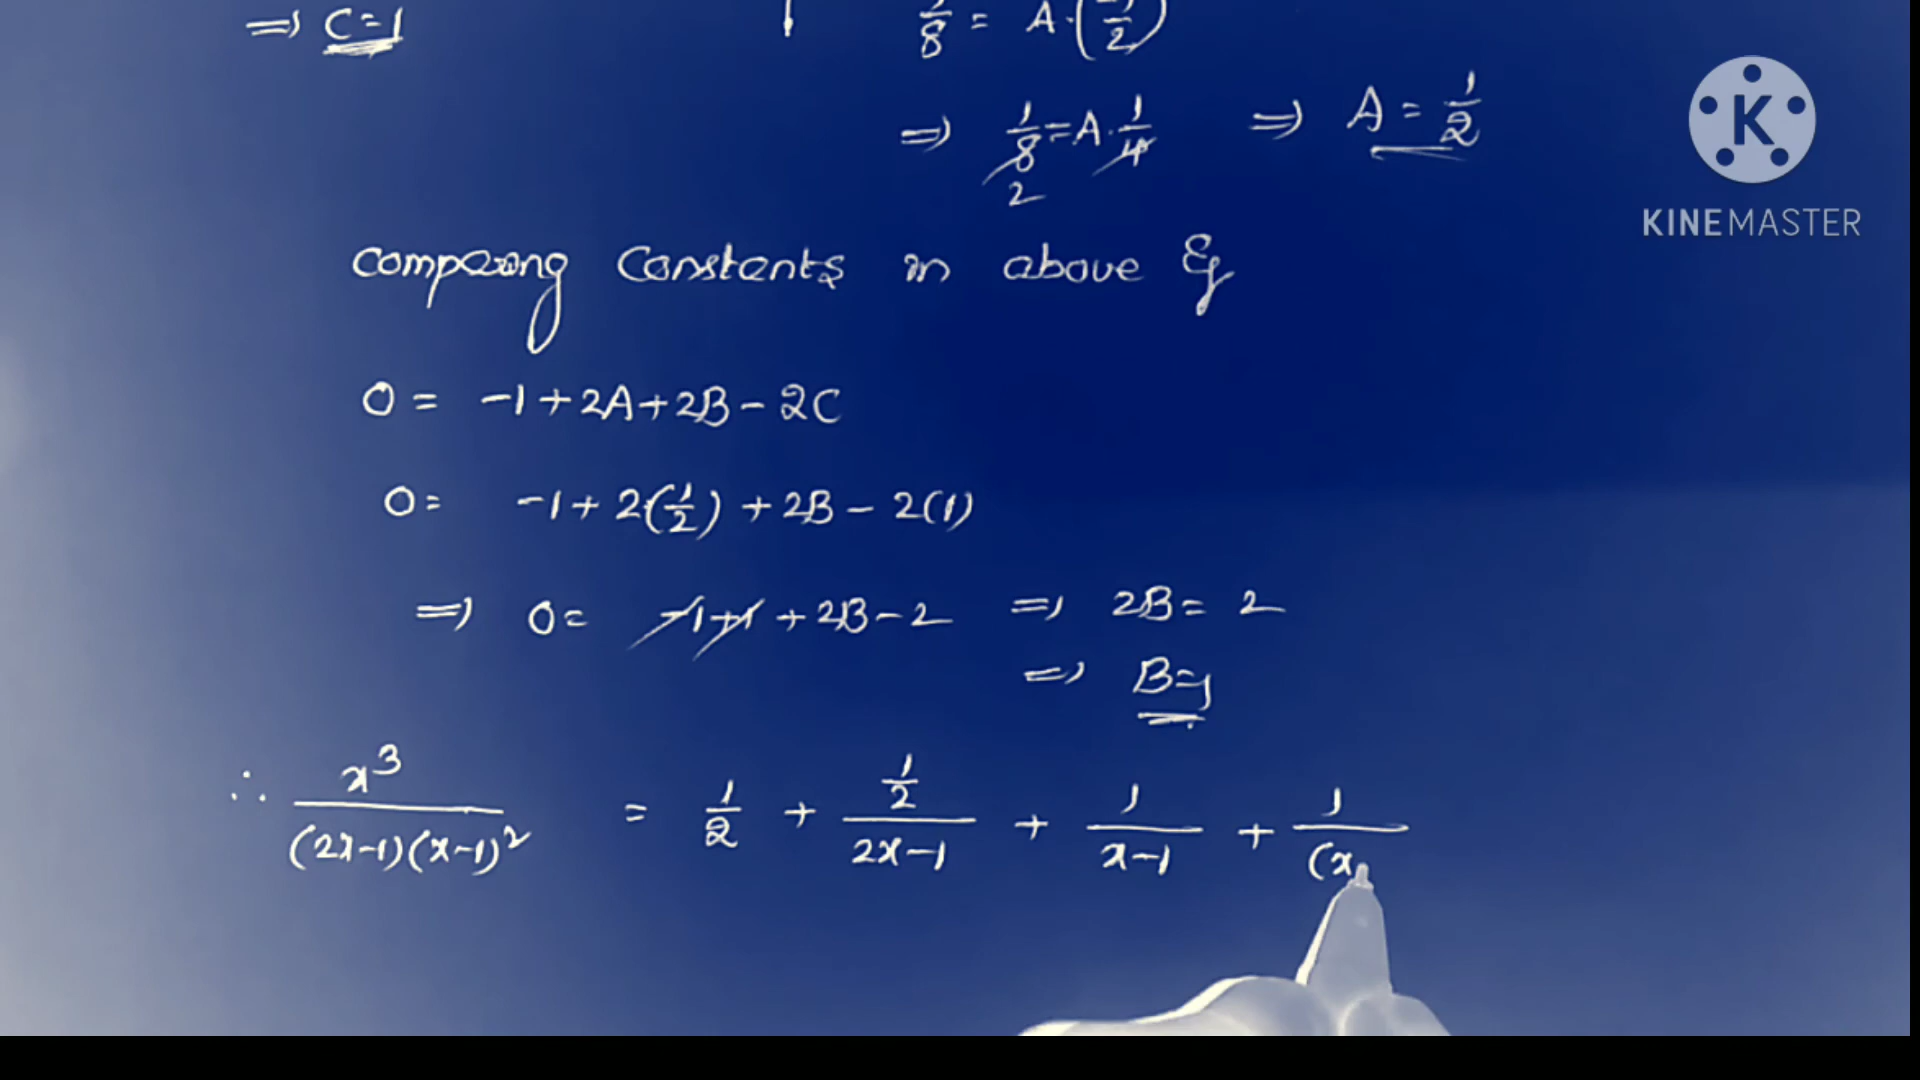 ⇒ C=1
1/8 = A·(1/2)
⇒ 1/8 = A·1/4 ⇒ A = 1/2
2
K
KINEMASTER
Comparing Constants in above Eq
0 = -1+2A+2B-2C
0 = -1+2(1/2)+2B-2(1)
⇒ 0 = -1+1+2B-2 ⇒ 2B = 2
⇒ B=1
∴ x³/(2x-1)(x-1)² = 1/2 + (1/2)/(2x-1) + 1/(x-1) + 1/(x